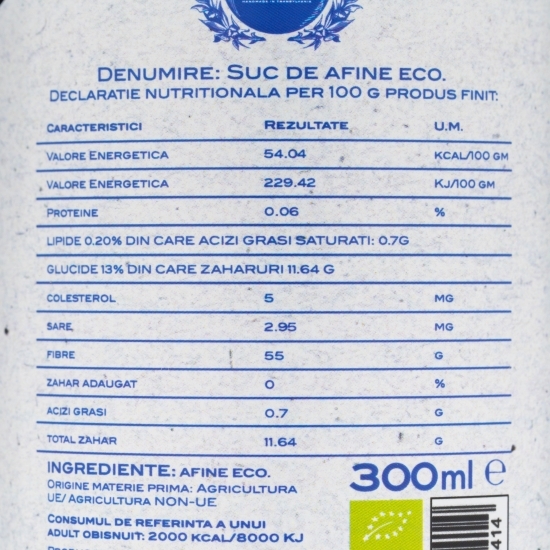 HANDMADE IN TRANSYLVANIA
DENUMIRE: SUC DE AFINE ECO.
DECLARATIE NUTRITIONALA PER 100 G PRODUS FINIT:
CARACTERISTICI REZULTATE U.M.
VALORE ENERGETICA 54.04 KCAL/100 GM
VALORE ENERGETICA 229.42 KJ/100 GM
PROTEINE 0.06 %
LIPIDE 0.20% DIN CARE ACIZI GRASI SATURATI: 0.7G
GLUCIDE 13% DIN CARE ZAHARURI 11.64 G
COLESTEROL 5 MG
SARE 2.95 MG
FIBRE 55 G
ZAHAR ADAUGAT 0 %
ACIZI GRASI 0.7 G
TOTAL ZAHAR 11.64 G
INGREDIENTE: AFINE ECO.
ORIGINE MATERIE PRIMA: AGRICULTURA
UE/ AGRICULTURA NON-UE
CONSUMUL DE REFERINTA A UNUI
ADULT OBISNUIT: 2000 KCAL/8000 KJ
300ml e
414